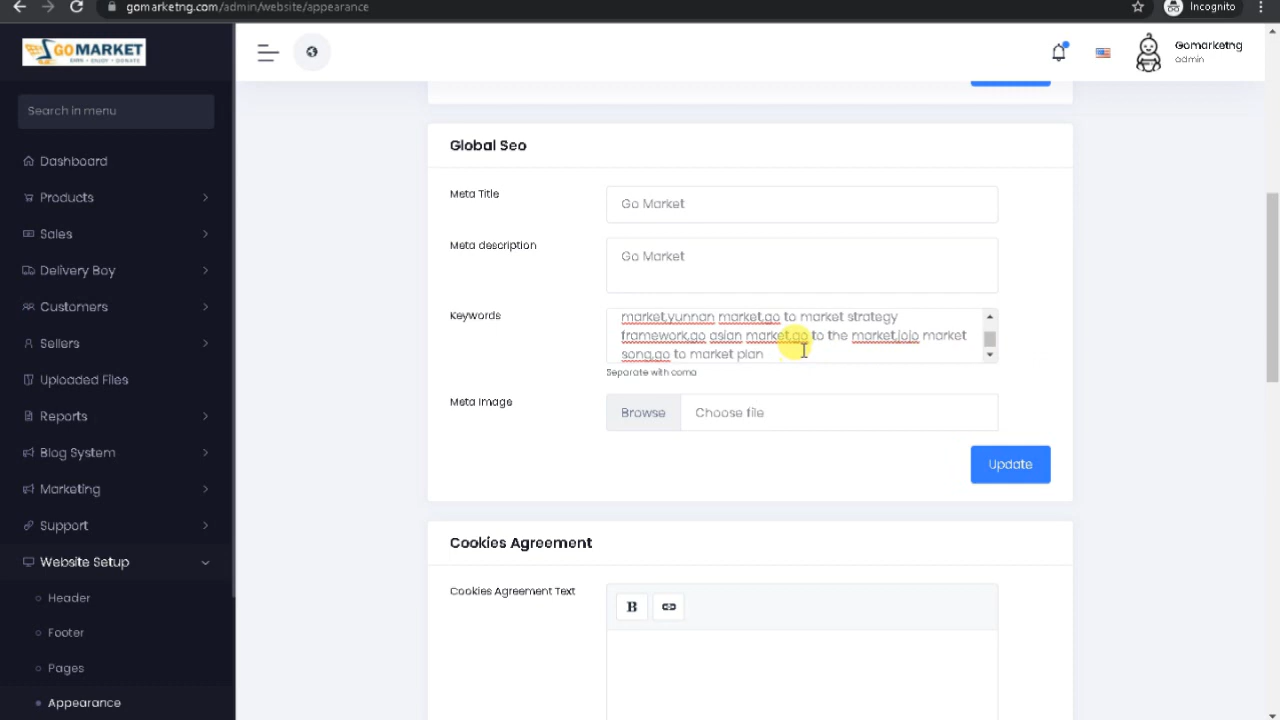 gomarketng.com/admin/website/appearance
Incognito
GOMARKET
EARN - ENJOY - DONATE
Gomarketng
admin
Search in menu
Dashboard
Products
Sales
Delivery Boy
Customers
Sellers
Uploaded Files
Reports
Blog System
Marketing
Support
Website Setup
Header
Footer
Pages
Appearance
Global Seo
Meta Title
Go Market
Meta description
Go Market
Keywords
market,yunnan market,go to market strategy
framework,go asian market,go to the market,jojo market
song,go to market plan
Separate with coma
Meta Image
Browse
Choose file
Update
Cookies Agreement
Cookies Agreement Text
B